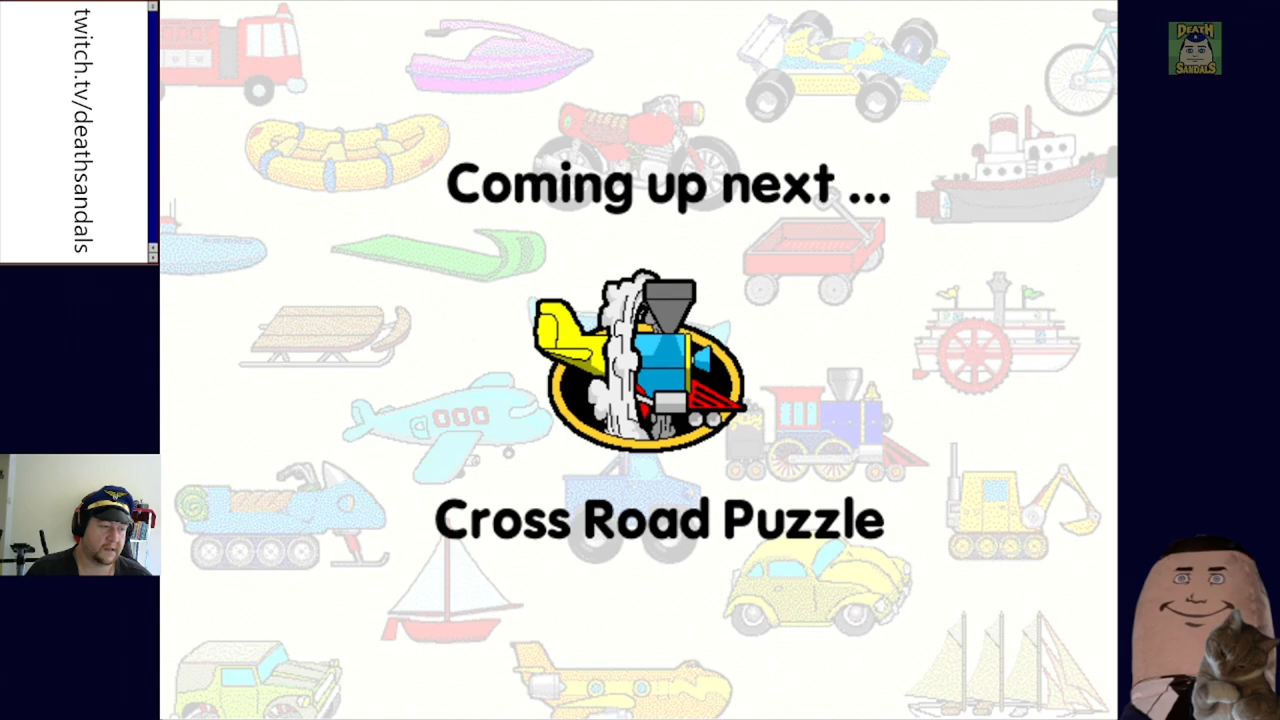 twitch.tv/deathsandals
DEATH
SANDALS
Coming up next ...
Cross Road Puzzle